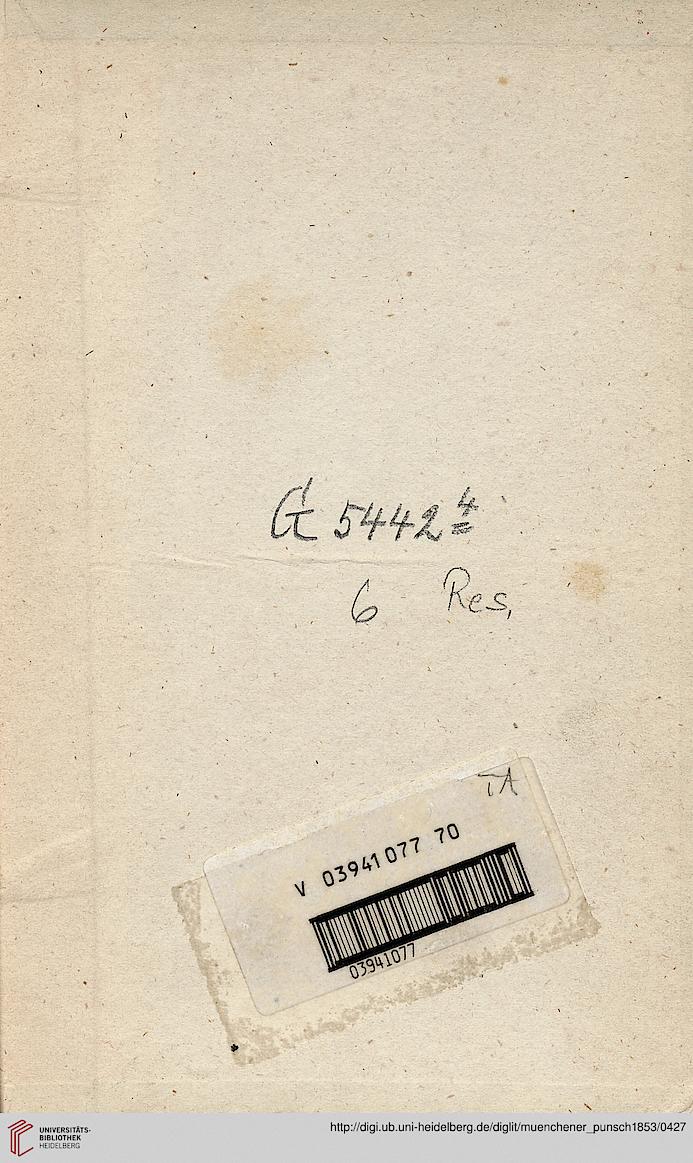 G 5442 4
6 Res.
TA
V 03941077 70
03941077
UNIVERSITÄTS-
BIBLIOTHEK
HEIDELBERG
http://digi.ub.uni-heidelberg.de/diglit/muenchener_punsch1853/0427